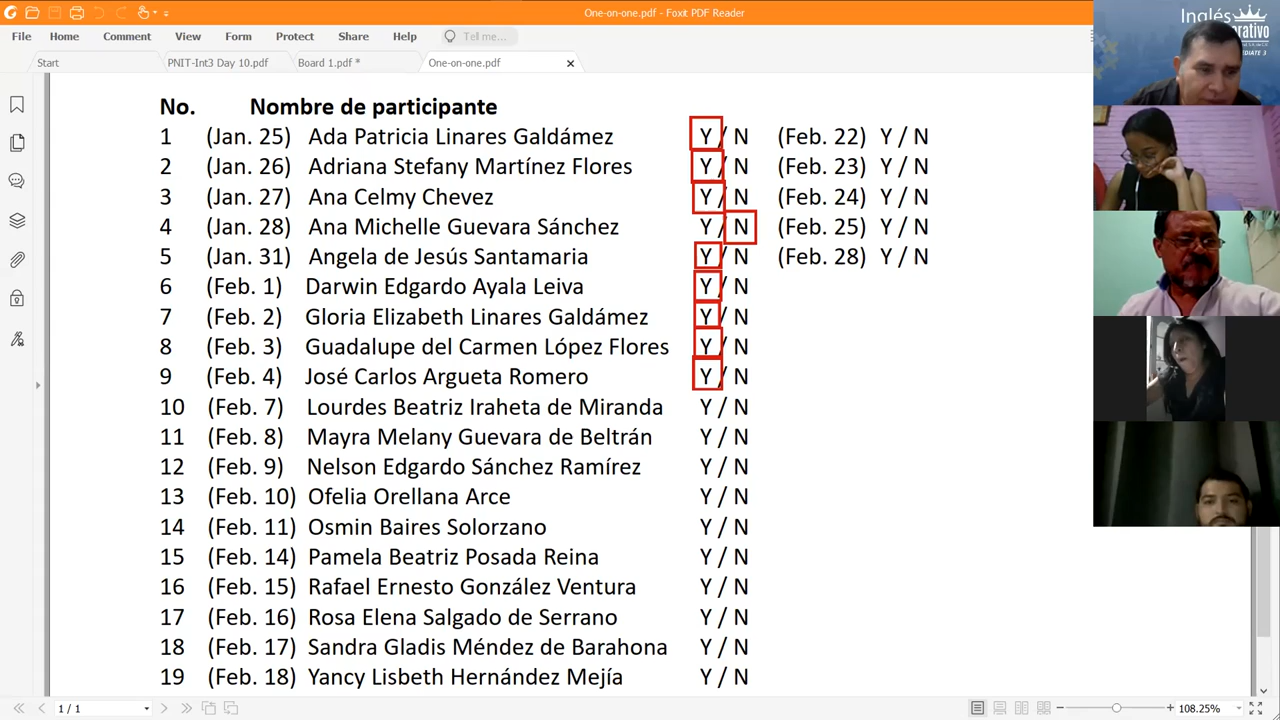 One-on-one.pdf - Foxit PDF Reader
File Home Comment View Form Protect Share Help Tell me...
Start PNIT-Int3 Day 10.pdf Board 1.pdf * One-on-one.pdf
No. Nombre de participante
1 (Jan. 25) Ada Patricia Linares Galdámez Y / N (Feb. 22) Y / N
2 (Jan. 26) Adriana Stefany Martínez Flores Y / N (Feb. 23) Y / N
3 (Jan. 27) Ana Celmy Chevez Y / N (Feb. 24) Y / N
4 (Jan. 28) Ana Michelle Guevara Sánchez Y / N (Feb. 25) Y / N
5 (Jan. 31) Angela de Jesús Santamaria Y / N (Feb. 28) Y / N
6 (Feb. 1) Darwin Edgardo Ayala Leiva Y / N
7 (Feb. 2) Gloria Elizabeth Linares Galdámez Y / N
8 (Feb. 3) Guadalupe del Carmen López Flores Y / N
9 (Feb. 4) José Carlos Argueta Romero Y / N
10 (Feb. 7) Lourdes Beatriz Iraheta de Miranda Y / N
11 (Feb. 8) Mayra Melany Guevara de Beltrán Y / N
12 (Feb. 9) Nelson Edgardo Sánchez Ramírez Y / N
13 (Feb. 10) Ofelia Orellana Arce Y / N
14 (Feb. 11) Osmin Baires Solorzano Y / N
15 (Feb. 14) Pamela Beatriz Posada Reina Y / N
16 (Feb. 15) Rafael Ernesto González Ventura Y / N
17 (Feb. 16) Rosa Elena Salgado de Serrano Y / N
18 (Feb. 17) Sandra Gladis Méndez de Barahona Y / N
19 (Feb. 18) Yancy Lisbeth Hernández Mejía Y / N
1 / 1 108.25%
Inglés